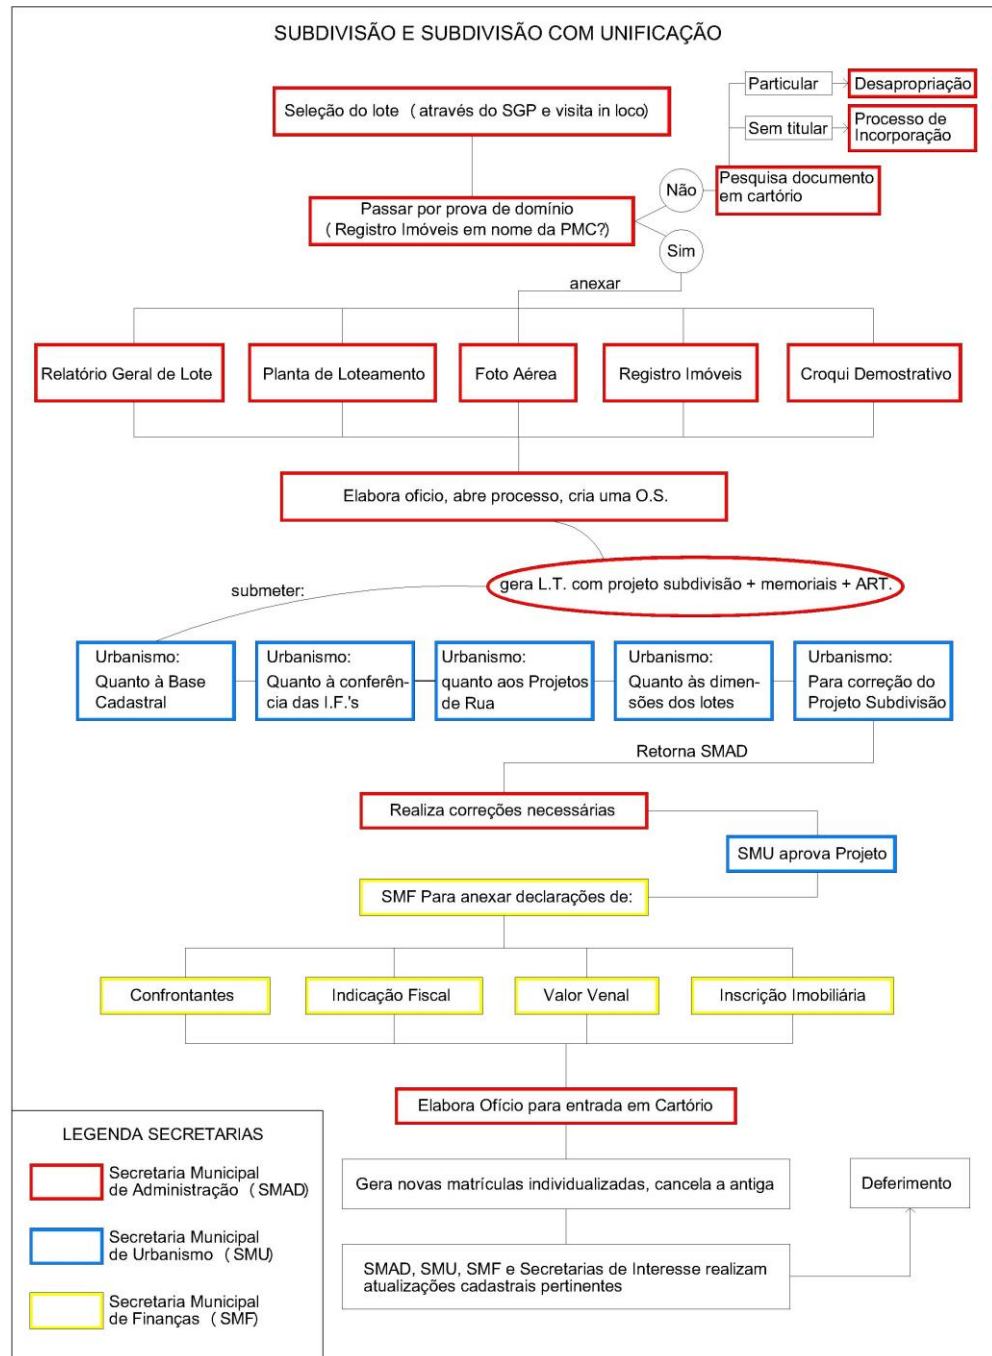 SUBDIVISÃO E SUBDIVISÃO COM UNIFICAÇÃO
Particular
Desapropriação
Seleção do lote ( através do SGP e visita in loco)
Sem titular
Processo de
Incorporação
Não
Pesquisa documento
em cartório
Passar por prova de domínio
( Registro Imóveis em nome da PMC?)
Sim
anexar
Relatório Geral de Lote
Planta de Loteamento
Foto Aérea
Registro Imóveis
Croqui Demostrativo
Elabora oficio, abre processo, cria uma O.S.
gera L.T. com projeto subdivisão + memoriais + ART.
submeter:
Urbanismo:
Quanto à Base
Cadastral
Urbanismo:
Quanto à conferên-
cia das I.F.'s
Urbanismo:
quanto aos Projetos
de Rua
Urbanismo:
Quanto às dimen-
sões dos lotes
Urbanismo:
Para correção do
Projeto Subdivisão
Retorna SMAD
Realiza correções necessárias
SMU aprova Projeto
SMF Para anexar declarações de:
Confrontantes
Indicação Fiscal
Valor Venal
Inscrição Imobiliária
Elabora Ofício para entrada em Cartório
Gera novas matrículas individualizadas, cancela a antiga
Deferimento
SMAD, SMU, SMF e Secretarias de Interesse realizam
atualizações cadastrais pertinentes
LEGENDA SECRETARIAS
Secretaria Municipal
de Administração ( SMAD)
Secretaria Municipal
de Urbanismo ( SMU)
Secretaria Municipal
de Finanças ( SMF)